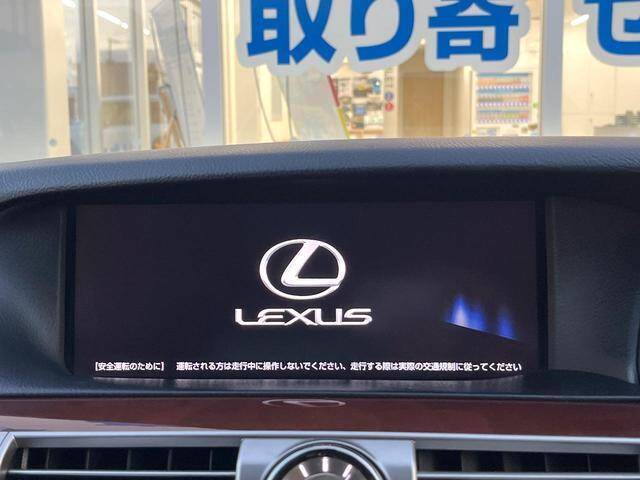 取り寄
せ
LEXUS
【安全運転のために】 運転される方は走行中に操作しないでください、走行する際は実際の交通規制に従ってください